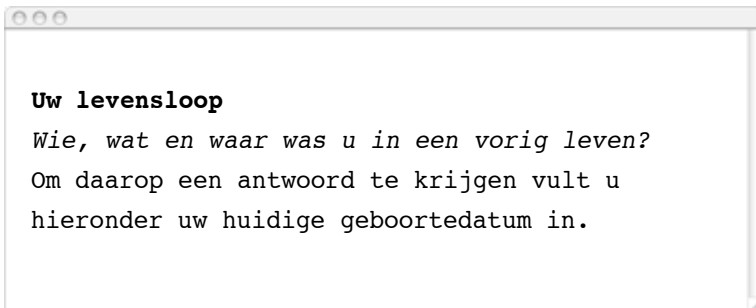 Uw levensloop
Wie, wat en waar was u in een vorig leven?
Om daarop een antwoord te krijgen vult u
hieronder uw huidige geboortedatum in.